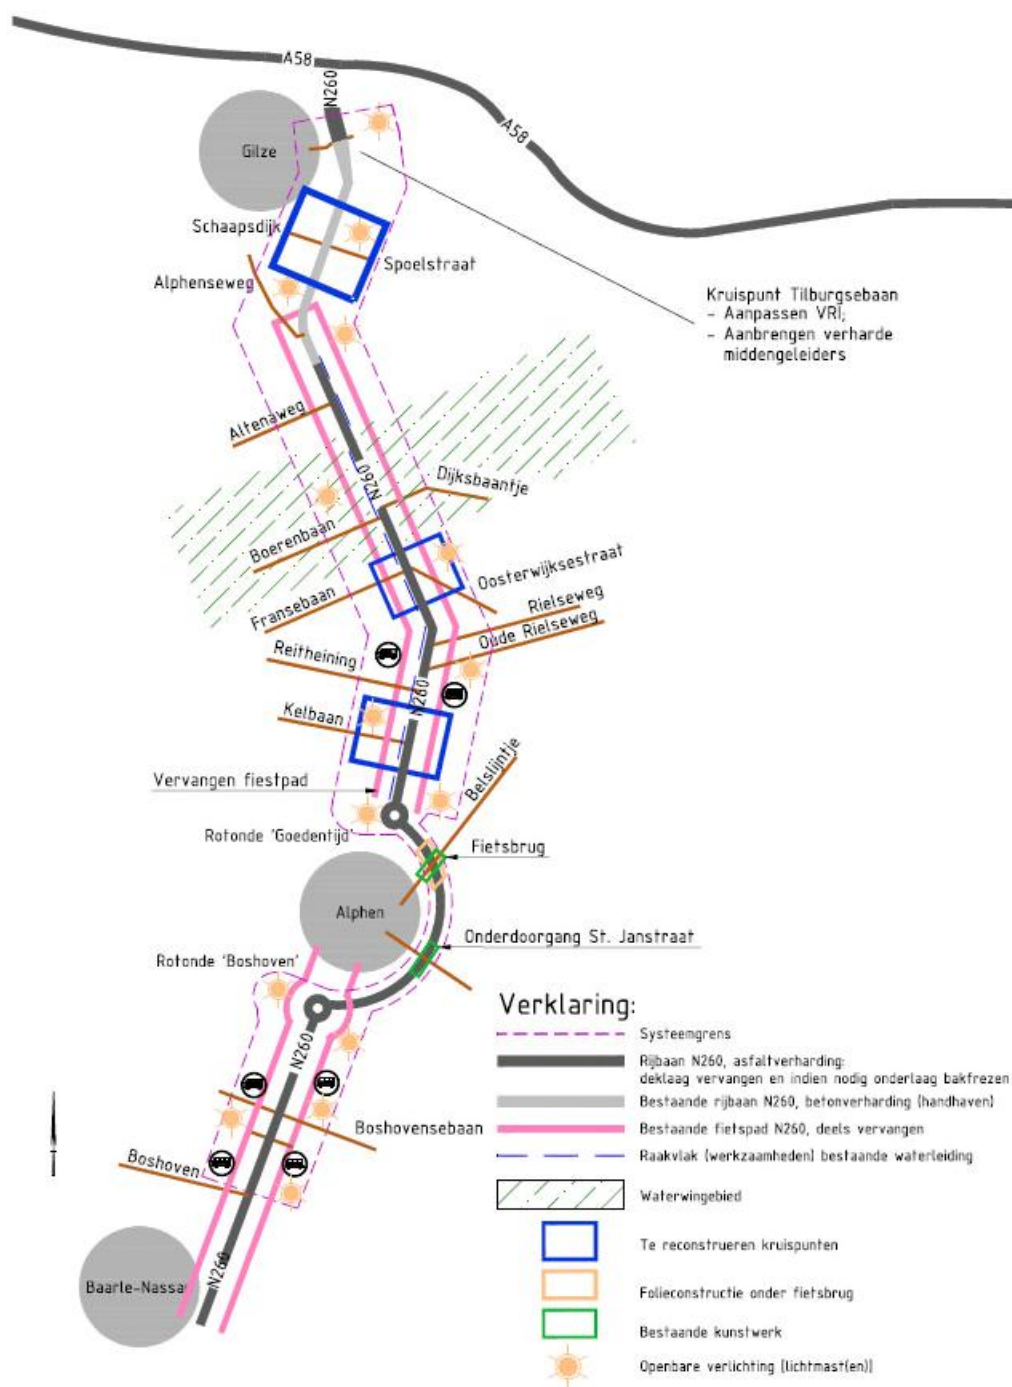 A58
N260
A58
Gilze
Schaapsdijk
Spoelstraat
Alphenseweg
Kruispunt Tilburgsebaan
- Aanpassen VRI;
- Aanbrengen verharde
middengeleiders
Altenaweg
N260
Dijksbaantje
Boerenbaan
Oosterwijksestraat
Fransebaan
Rielseweg
Oude Rielseweg
Reitheining
N260
Kelbaan
Belslijntje
Vervangen fiestpad
Rotonde 'Goedentijd'
Fietsbrug
Alphen
Onderdoorgang St. Janstraat
Rotonde 'Boshoven'
N260
Boshovensebaan
Boshoven
Baarle-Nassau
N260
Verklaring:
Systeemgrens
Rijbaan N260, asfaltverharding:
deklaag vervangen en indien nodig onderlaag bakfrezen
Bestaande rijbaan N260, betonverharding (handhaven)
Bestaande fietspad N260, deels vervangen
Raakvlak (werkzaamheden) bestaande waterleiding
Waterwingebied
Te reconstrueren kruispunten
Folieconstructie onder fietsbrug
Bestaande kunstwerk
Openbare verlichting (lichtmast(en))